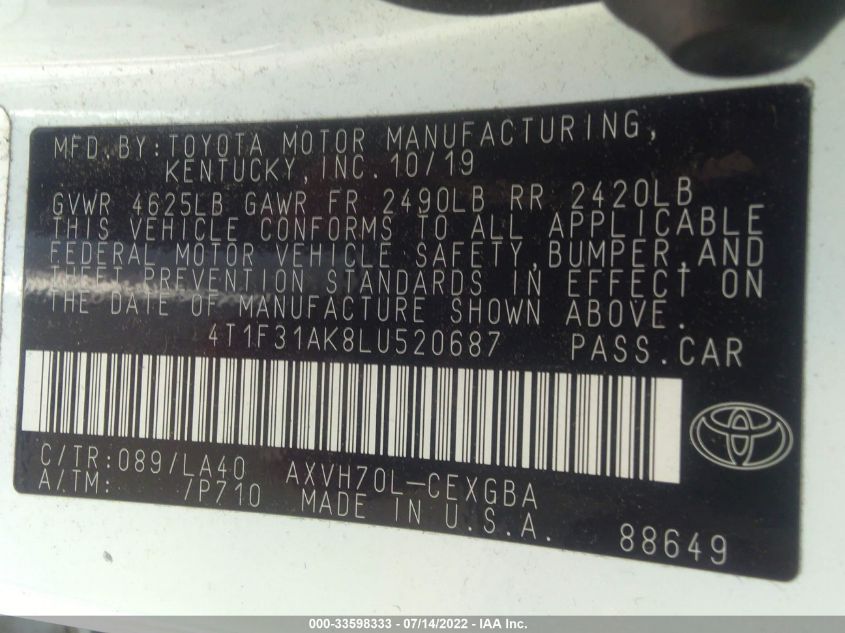 MFD.BY:TOYOTA MOTOR MANUFACTURING,
KENTUCKY,INC.10/19
GVWR 4625LB GAWR FR 2490LB RR 2420LB
THIS VEHICLE CONFORMS TO ALL APPLICABLE
FEDERAL MOTOR VEHICLE SAFETY,BUMPER,AND
THEFT PREVENTION STANDARDS IN EFFECT ON
THE DATE OF MANUFACTURE SHOWN ABOVE.
4T1F31AK8LU520687 PASS.CAR
C/TR:089/LA40 AXVH70L-CEXGBA
A/TM: /P710 MADE IN U.S.A. 88649
000-33598333 - 07/14/2022 - IAA Inc.